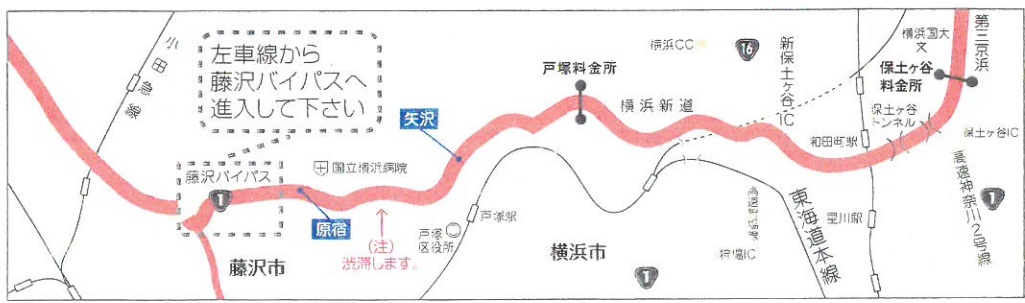 小田急線
左車線から
藤沢バイパスへ
進入して下さい
藤沢バイパス
1
藤沢市
原宿
国立横浜病院
(注)
渋滞します。
矢沢
戸塚
区役所
戸塚駅
戸塚料金所
横浜新道
横浜市
1
横浜CC
16
新保土ヶ谷IC
狩場IC
東海道本線
和田町駅
星川駅
横浜国大
文
保土ヶ谷
料金所
第三京浜
保土ヶ谷
トンネル
保土ヶ谷IC
高速神奈川2号線
1